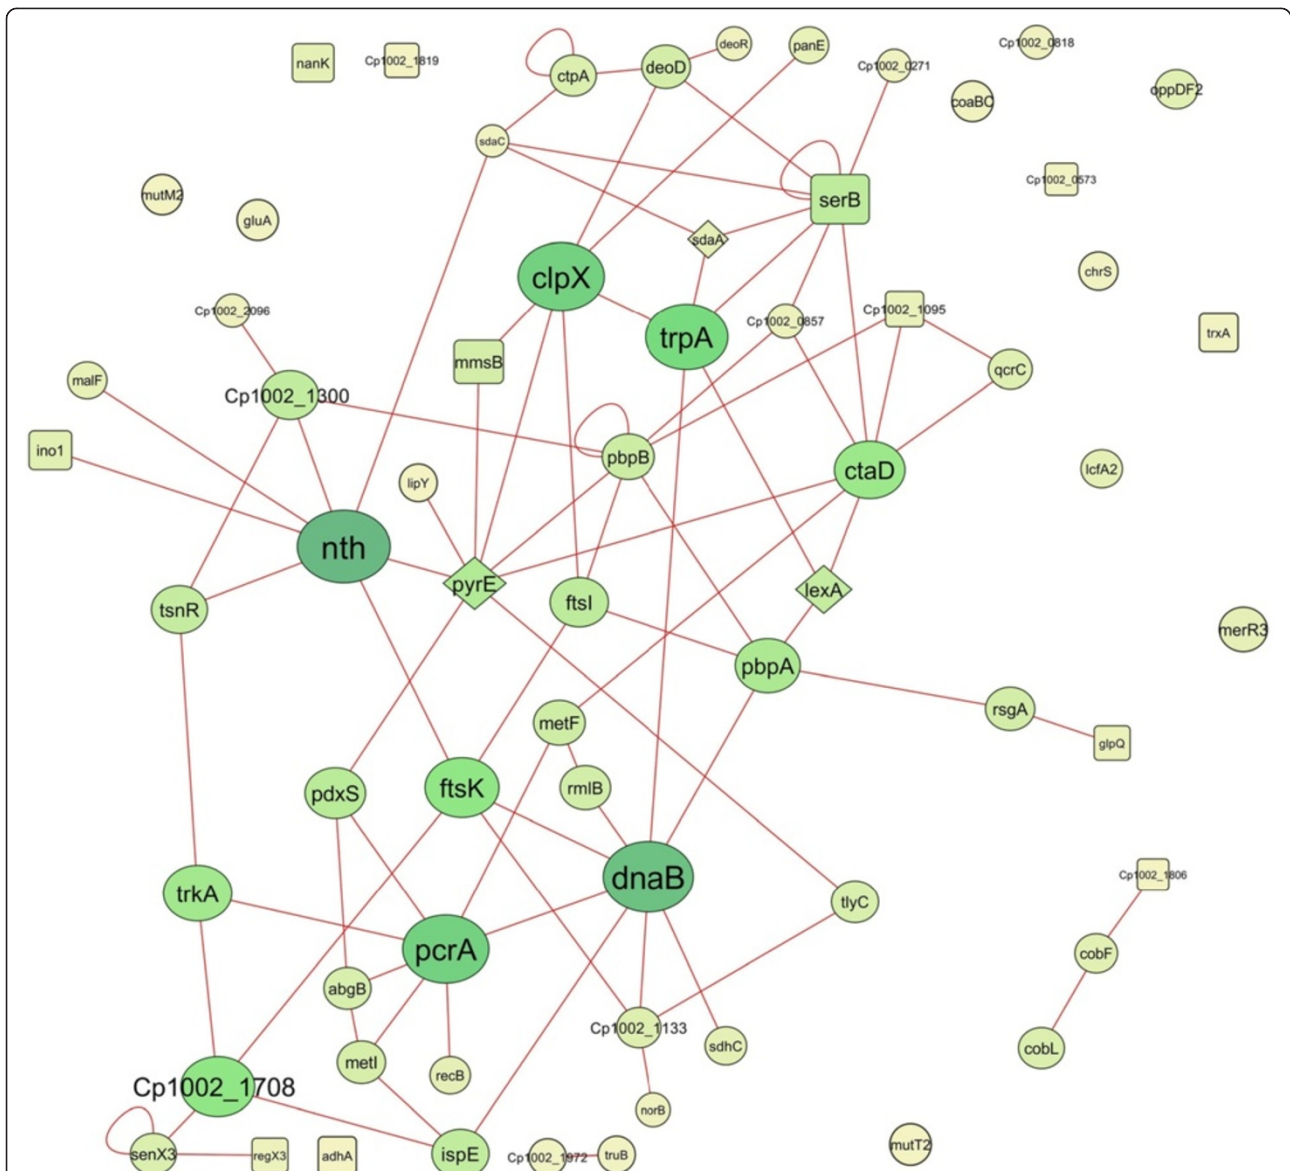 nanK
Cp1002_1819
ctpA
deoD
deoR
panE
Cp1002_0271
Cp1002_0818
coaBC
oppDF2
sdaC
mutM2
gluA
serB
Cp1002_0573
sdaA
clpX
chrS
Cp1002_2096
trpA
Cp1002_0857
Cp1002_1095
trxA
mmsB
qcrC
malF
Cp1002_1300
ino1
pbpB
ctaD
lcfA2
lipY
nth
pyrE
ftsI
lexA
tsnR
merR3
pbpA
metF
rsgA
glpQ
pdxS
ftsK
rmlB
dnaB
Cp1002_1806
trkA
tlyC
pcrA
cobF
abgB
Cp1002_1133
sdhC
cobL
metI
recB
Cp1002_1708
norB
mutT2
senX3
regX3
adhA
ispE
Cp1002_1972
truB